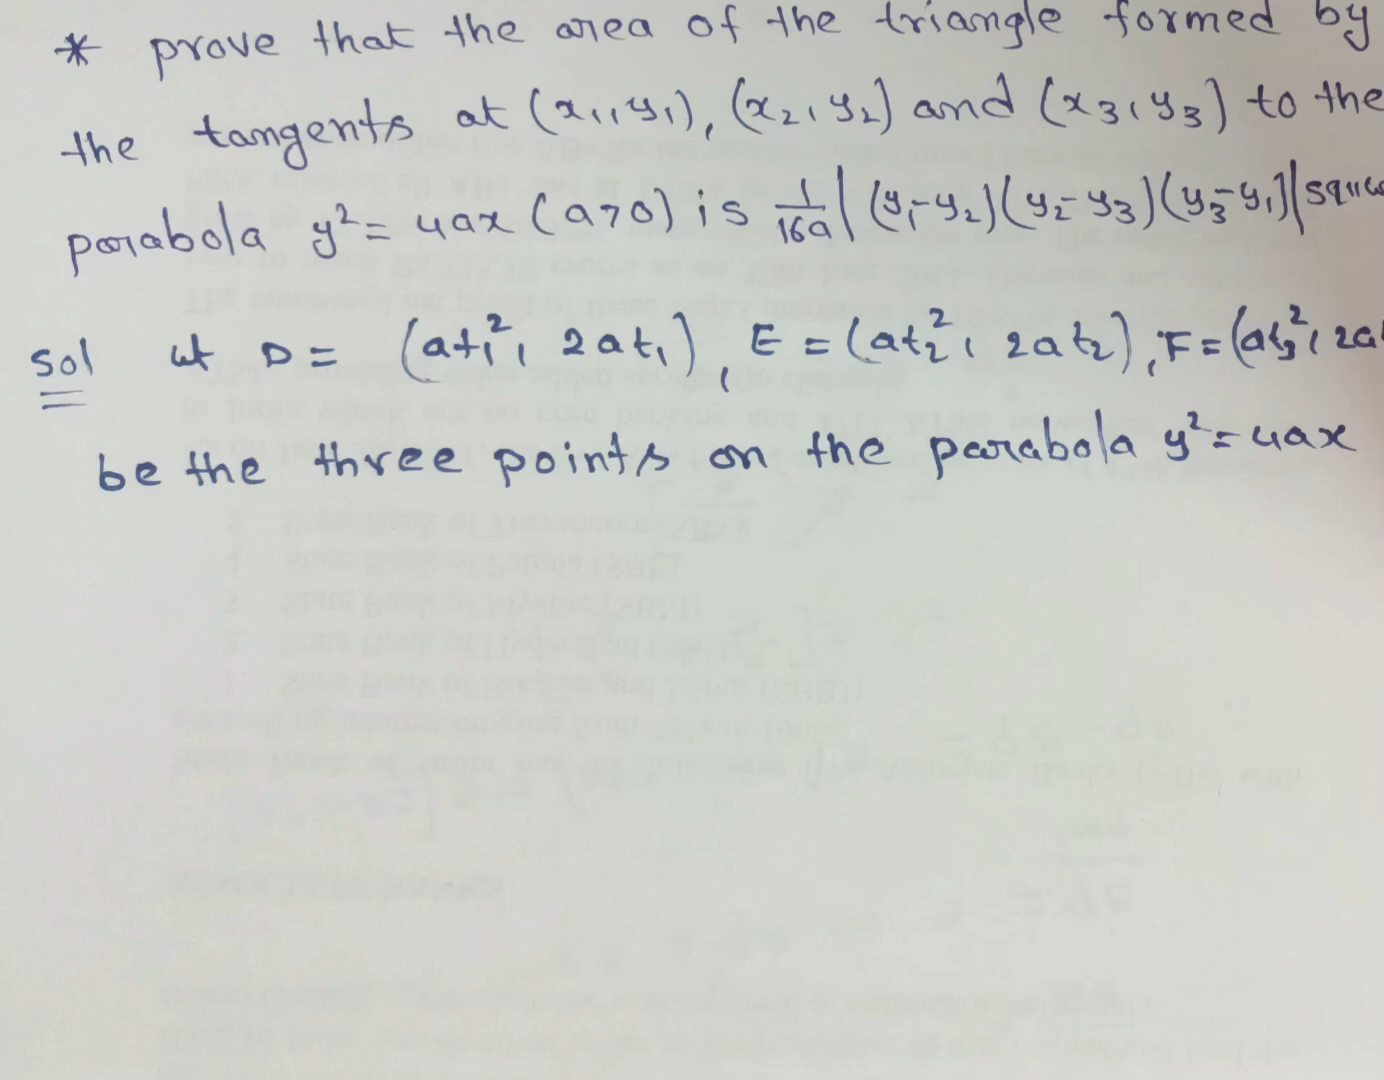 * prove that the area of the triangle formed by
the tangents at (x₁, y₁), (x₂, y₂) and (x₃, y₃) to the
parabola y² = 4ax (a>0) is 1/16a |(y₁-y₂)(y₂-y₃)(y₃-y₁)|
sol let D = (at₁², 2at₁), E = (at₂², 2at₂), F = (at₃², 2a
be the three points on the parabola y² = 4ax